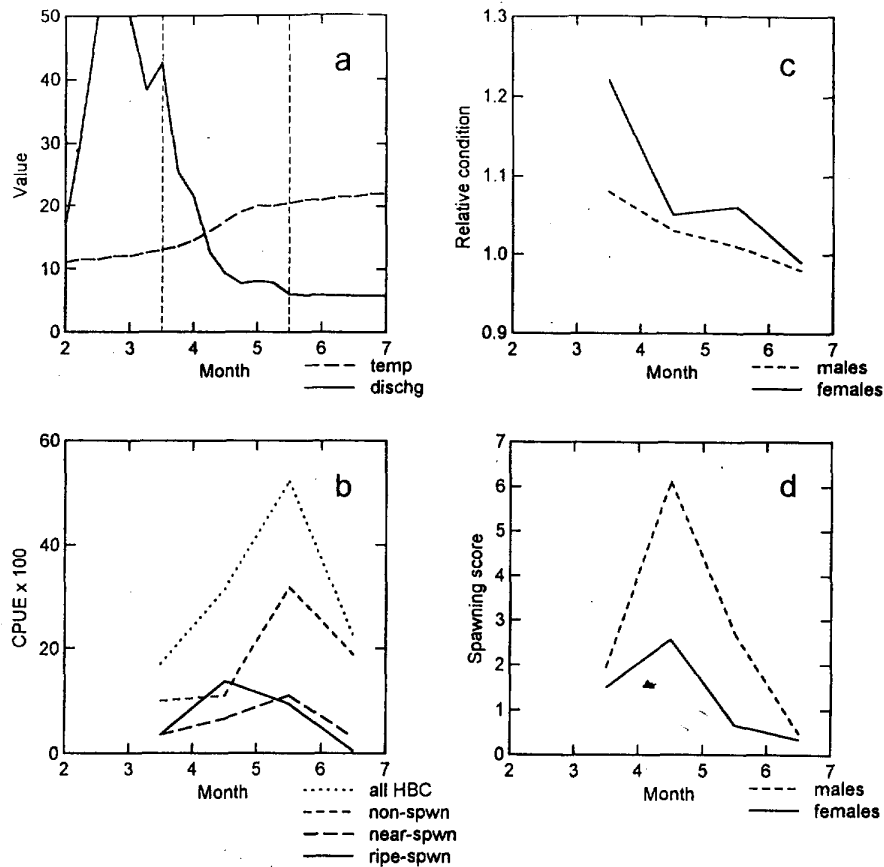 a
50
40
30
20
10
0
Value
2 3 4 5 6 7
Month
temp
dischg
c
1.3
1.2
1.1
1.0
0.9
Relative condition
2 3 4 5 6 7
Month
males
females
b
60
40
20
0
CPUE x 100
2 3 4 5 6 7
Month
all HBC
non-spwn
near-spwn
ripe-spwn
d
7
6
5
4
3
2
1
0
Spawning score
2 3 4 5 6 7
Month
males
females